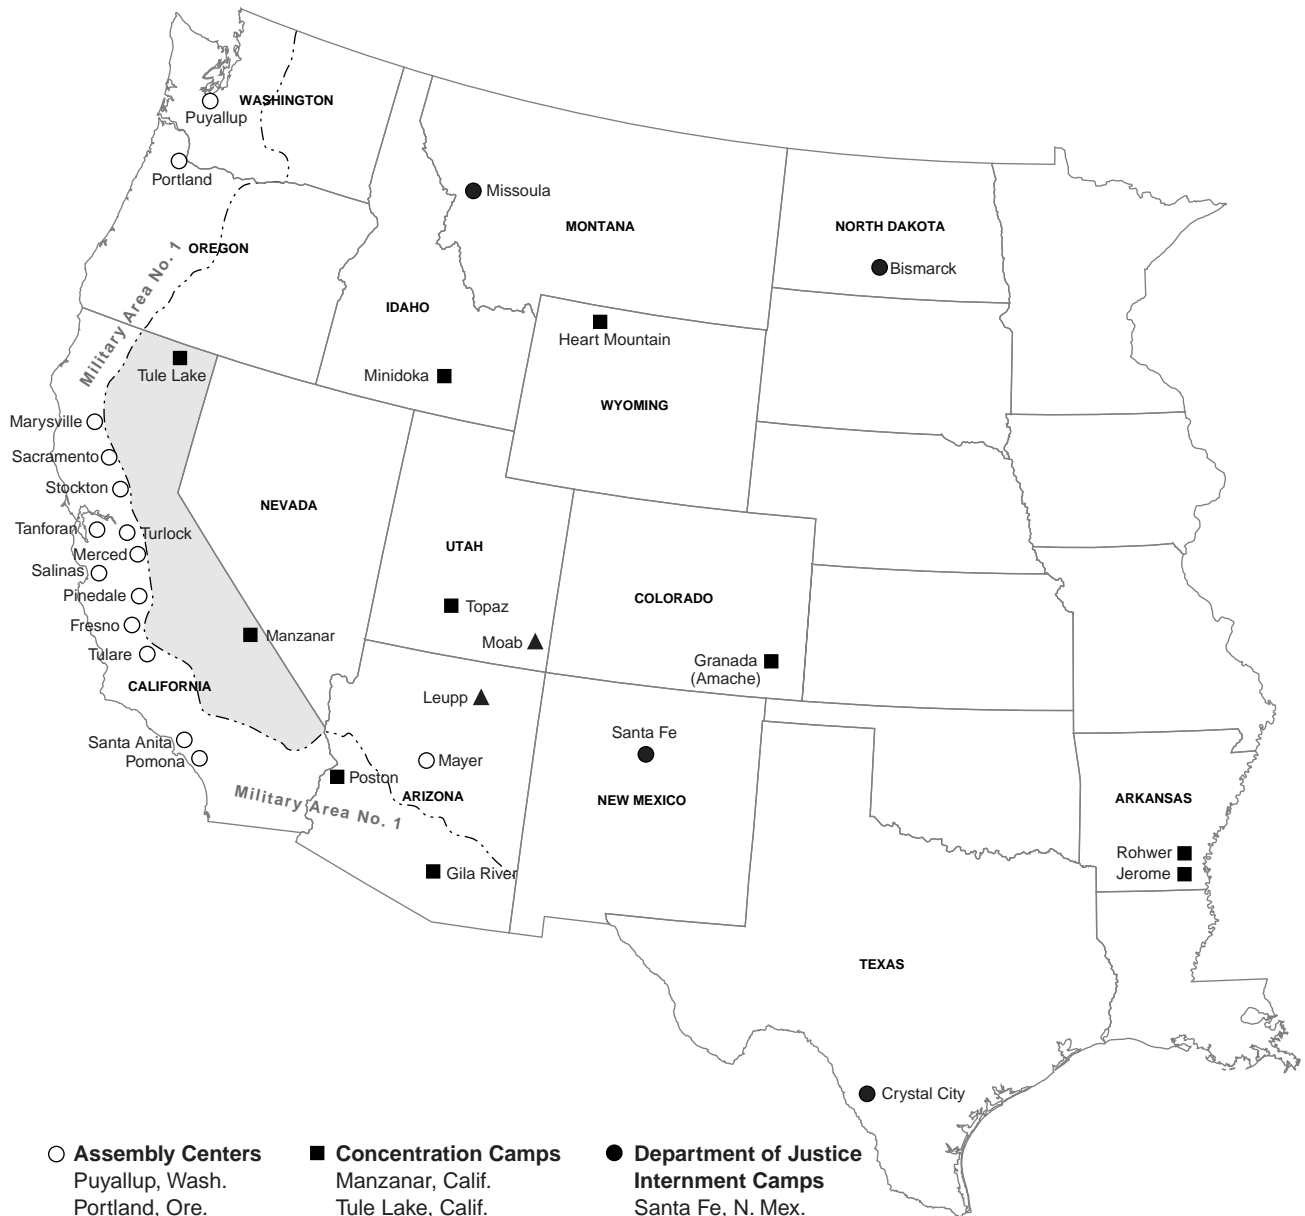 WASHINGTON
Puyallup
Portland
Missoula
MONTANA
NORTH DAKOTA
Bismarck
OREGON
Military Area No. 1
IDAHO
Heart Mountain
Tule Lake
Minidoka
WYOMING
Marysville
Sacramento
Stockton
NEVADA
Tanforan
Turlock
UTAH
Merced
Salinas
Pinedale
Topaz
COLORADO
Fresno
Manzanar
Moab
Tulare
Granada
(Amache)
CALIFORNIA
Leupp
Santa Fe
Santa Anita
Pomona
Mayer
Poston
ARIZONA
NEW MEXICO
ARKANSAS
Military Area No. 1
Rohwer
Jerome
Gila River
TEXAS
Crystal City
Assembly Centers
Puyallup, Wash.
Portland, Ore.
Concentration Camps
Manzanar, Calif.
Tule Lake, Calif.
Department of Justice
Internment Camps
Santa Fe, N. Mex.